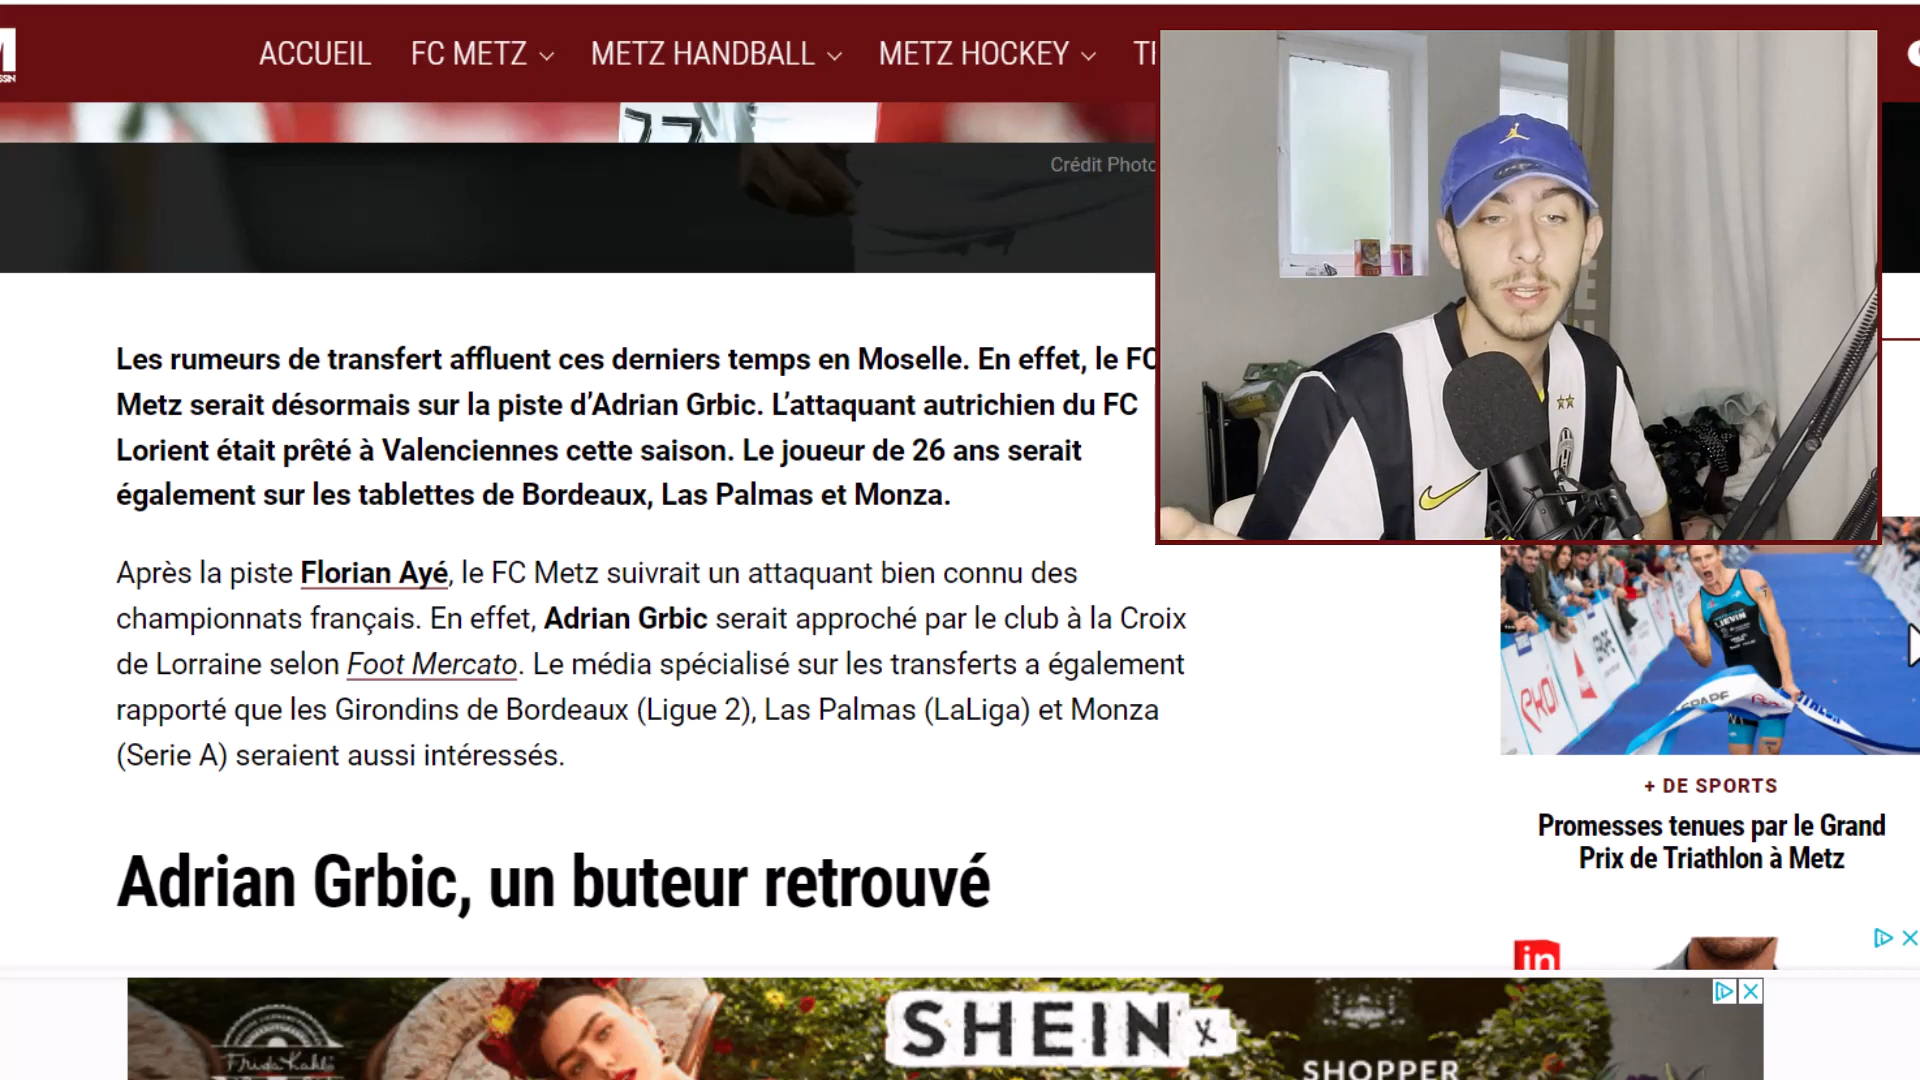 ACCUEIL FC METZ METZ HANDBALL METZ HOCKEY
Crédit Photo
Les rumeurs de transfert affluent ces derniers temps en Moselle. En effet, le FC
Metz serait désormais sur la piste d’Adrian Grbic. L’attaquant autrichien du FC
Lorient était prêté à Valenciennes cette saison. Le joueur de 26 ans serait
également sur les tablettes de Bordeaux, Las Palmas et Monza.
Après la piste Florian Ayé, le FC Metz suivrait un attaquant bien connu des
championnats français. En effet, Adrian Grbic serait approché par le club à la Croix
de Lorraine selon Foot Mercato. Le média spécialisé sur les transferts a également
rapporté que les Girondins de Bordeaux (Ligue 2), Las Palmas (LaLiga) et Monza
(Serie A) seraient aussi intéressés.
Adrian Grbic, un buteur retrouvé
LIEVIN
+ DE SPORTS
Promesses tenues par le Grand
Prix de Triathlon à Metz
in
Frida Kahlo
SHEIN x
SHOPPER